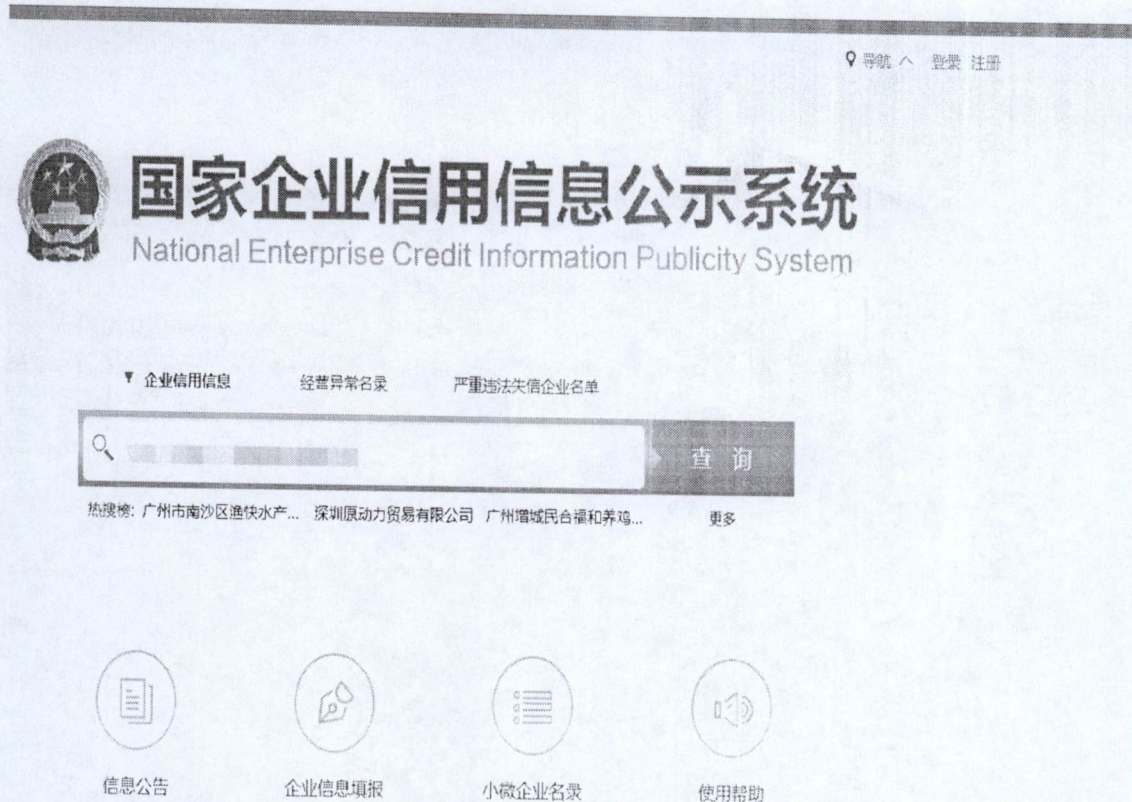 导航 登录 注册
国家企业信用信息公示系统
National Enterprise Credit Information Publicity System
企业信用信息 经营异常名录 严重违法失信企业名单
查询
热搜榜: 广州市南沙区渔快水产... 深圳原动力贸易有限公司 广州增城民合福和养鸡... 更多
信息公告 企业信息填报 小微企业名录 使用帮助